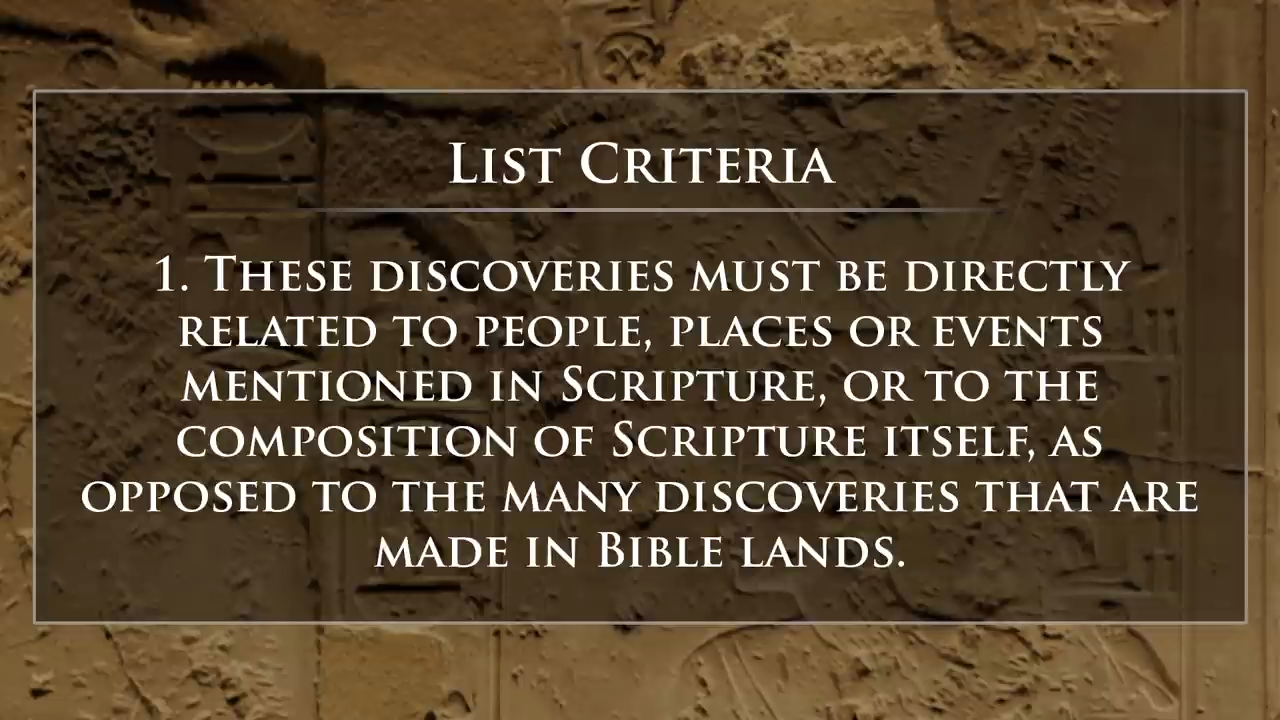 List Criteria
1. These discoveries must be directly
related to people, places or events
mentioned in Scripture, or to the
composition of Scripture itself, as
opposed to the many discoveries that are
made in Bible lands.